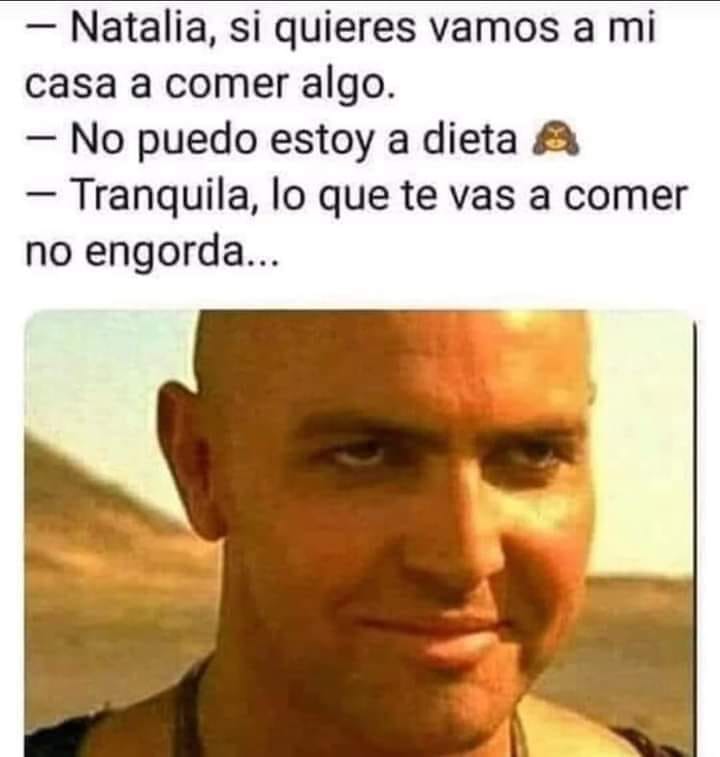 – Natalia, si quieres vamos a mi
casa a comer algo.
– No puedo estoy a dieta 🙈
– Tranquila, lo que te vas a comer
no engorda...